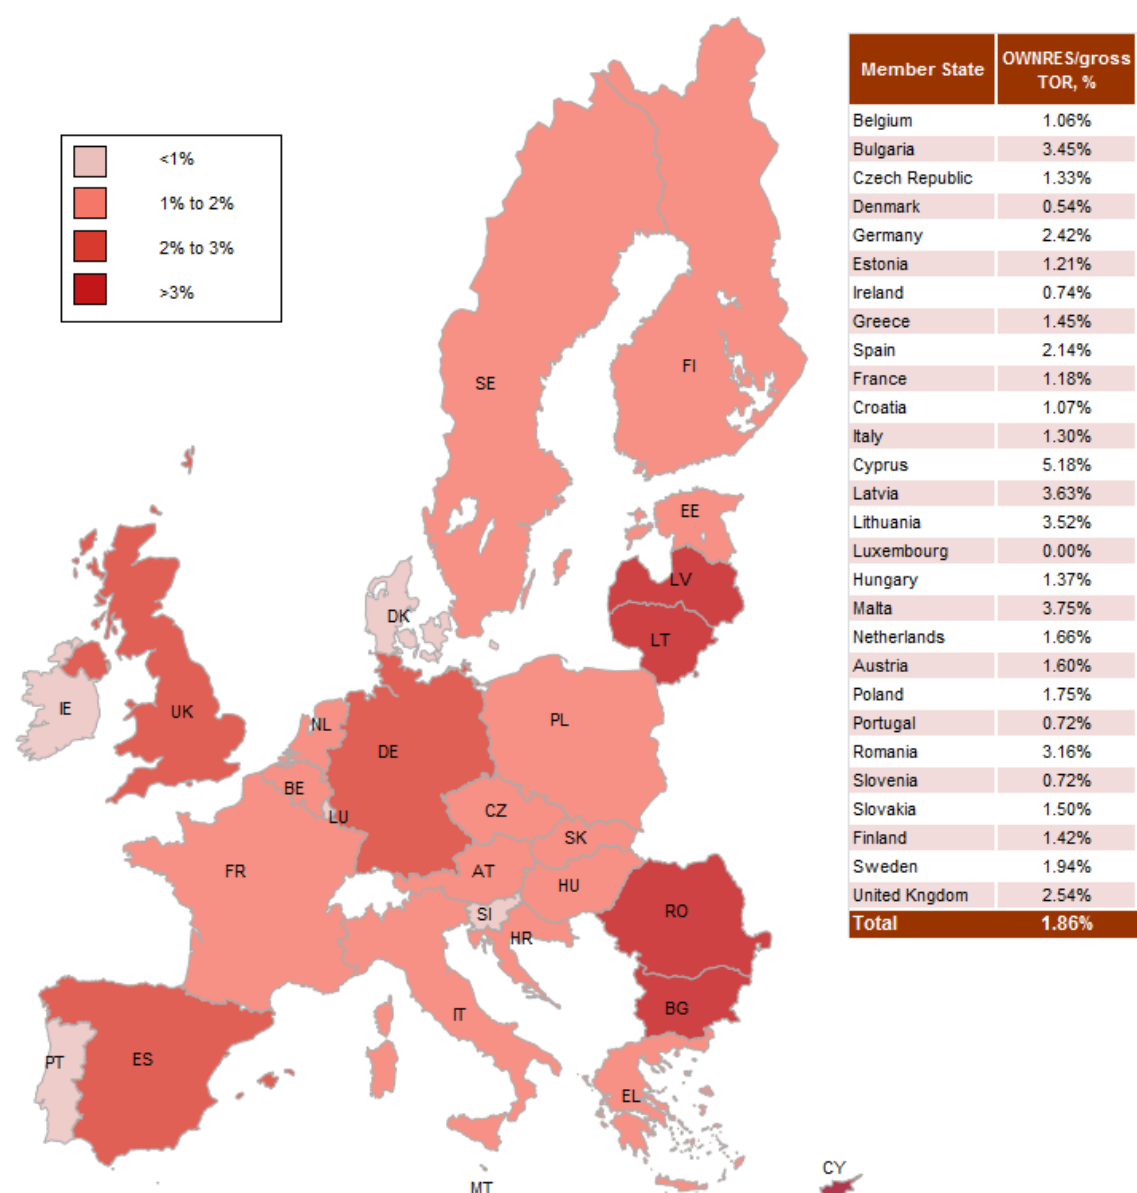 <1%
1% to 2%
2% to 3%
>3%
Member State OWNRES/gross TOR, %
Belgium 1.06%
Bulgaria 3.45%
Czech Republic 1.33%
Denmark 0.54%
Germany 2.42%
Estonia 1.21%
Ireland 0.74%
Greece 1.45%
Spain 2.14%
France 1.18%
Croatia 1.07%
Italy 1.30%
Cyprus 5.18%
Latvia 3.63%
Lithuania 3.52%
Luxembourg 0.00%
Hungary 1.37%
Malta 3.75%
Netherlands 1.66%
Austria 1.60%
Poland 1.75%
Portugal 0.72%
Romania 3.16%
Slovenia 0.72%
Slovakia 1.50%
Finland 1.42%
Sweden 1.94%
United Kngdom 2.54%
Total 1.86%
SE
FI
EE
LV
DK
LT
IE
UK
NL
PL
DE
BE
LU
CZ
SK
FR
AT
HU
SI
HR
RO
BG
IT
PT
ES
EL
MT
CY